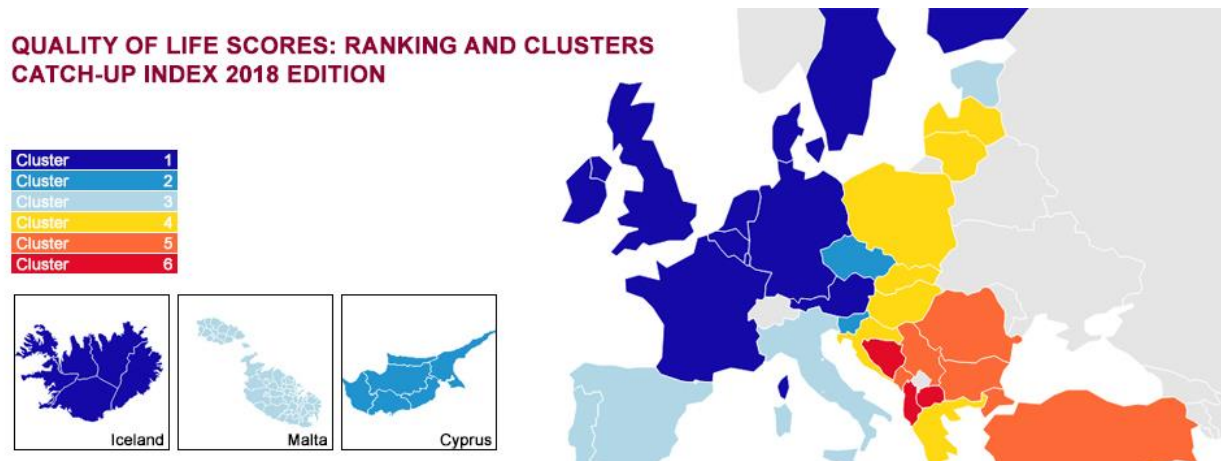 QUALITY OF LIFE SCORES: RANKING AND CLUSTERS
CATCH-UP INDEX 2018 EDITION
Cluster 1
Cluster 2
Cluster 3
Cluster 4
Cluster 5
Cluster 6
Iceland
Malta
Cyprus